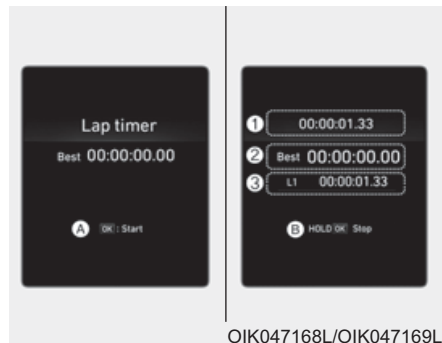 Lap timer
Best 00:00:00.00
A OK : Start
1 00:00:01.33
2 Best 00:00:00.00
3 L1 00:00:01.33
B HOLD OK Stop
OIK047168L/OIK047169L